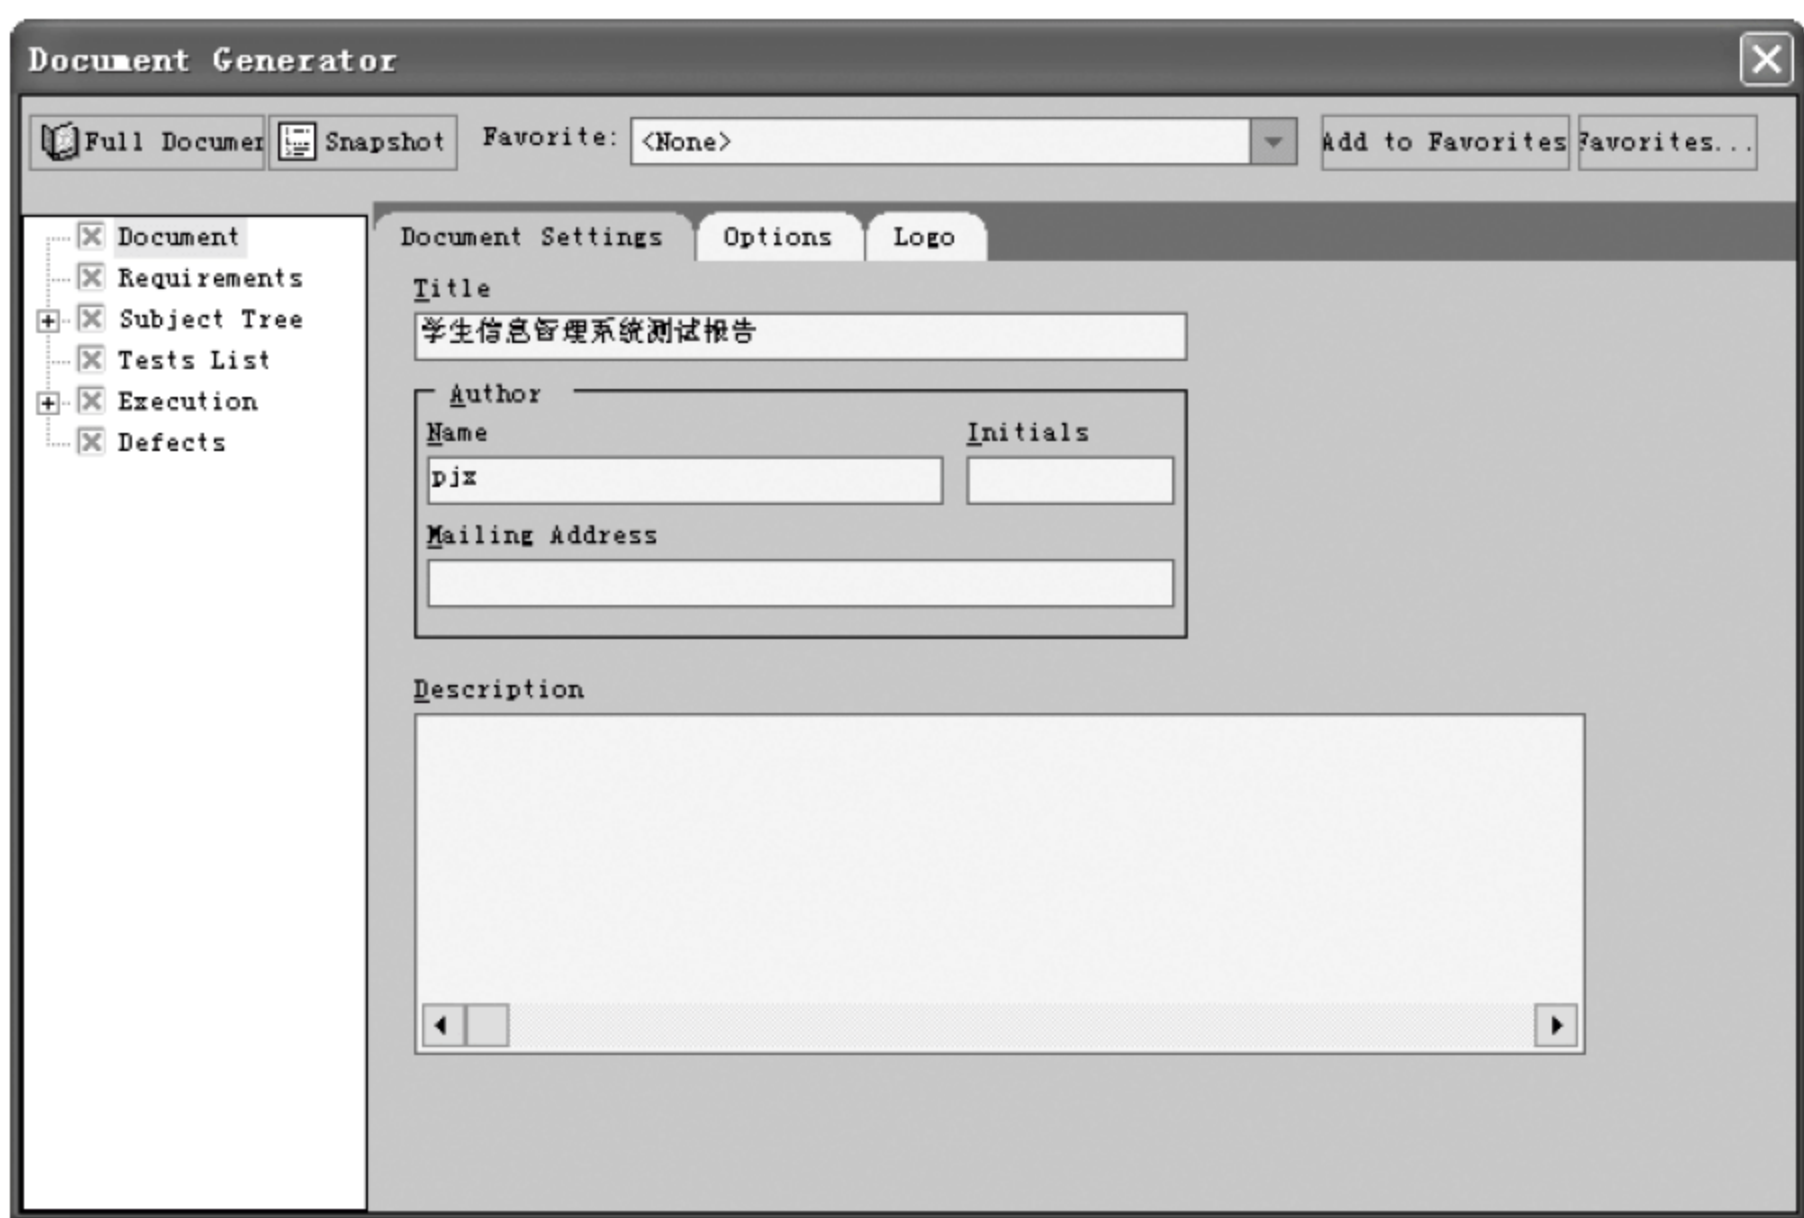 Document Generator
Full Documen
Snapshot
Favorite:
<None>
Add to Favorites
Favorites...
Document
Requirements
Subject Tree
Tests List
Execution
Defects
Document Settings
Options
Logo
Title
学生信息管理系统测试报告
Author
Name
Initials
pjx
Mailing Address
Description